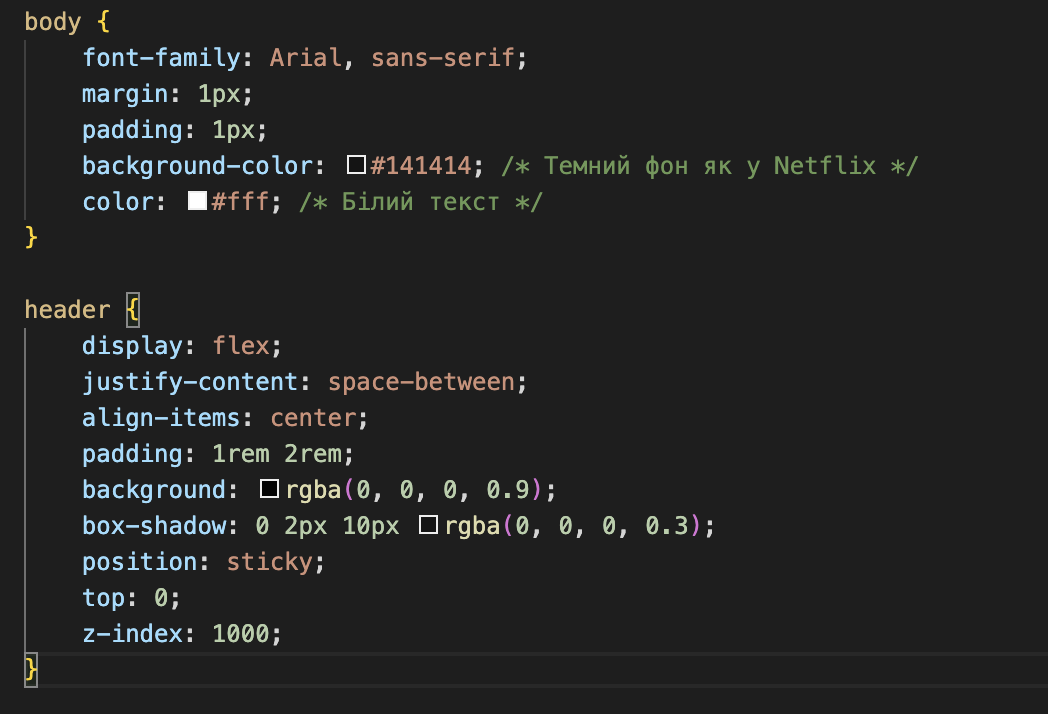 body {
    font-family: Arial, sans-serif;
    margin: 1px;
    padding: 1px;
    background-color: #141414; /* Темний фон як у Netflix */
    color: #fff; /* Білий текст */
}

header {
    display: flex;
    justify-content: space-between;
    align-items: center;
    padding: 1rem 2rem;
    background: rgba(0, 0, 0, 0.9);
    box-shadow: 0 2px 10px rgba(0, 0, 0, 0.3);
    position: sticky;
    top: 0;
    z-index: 1000;
}